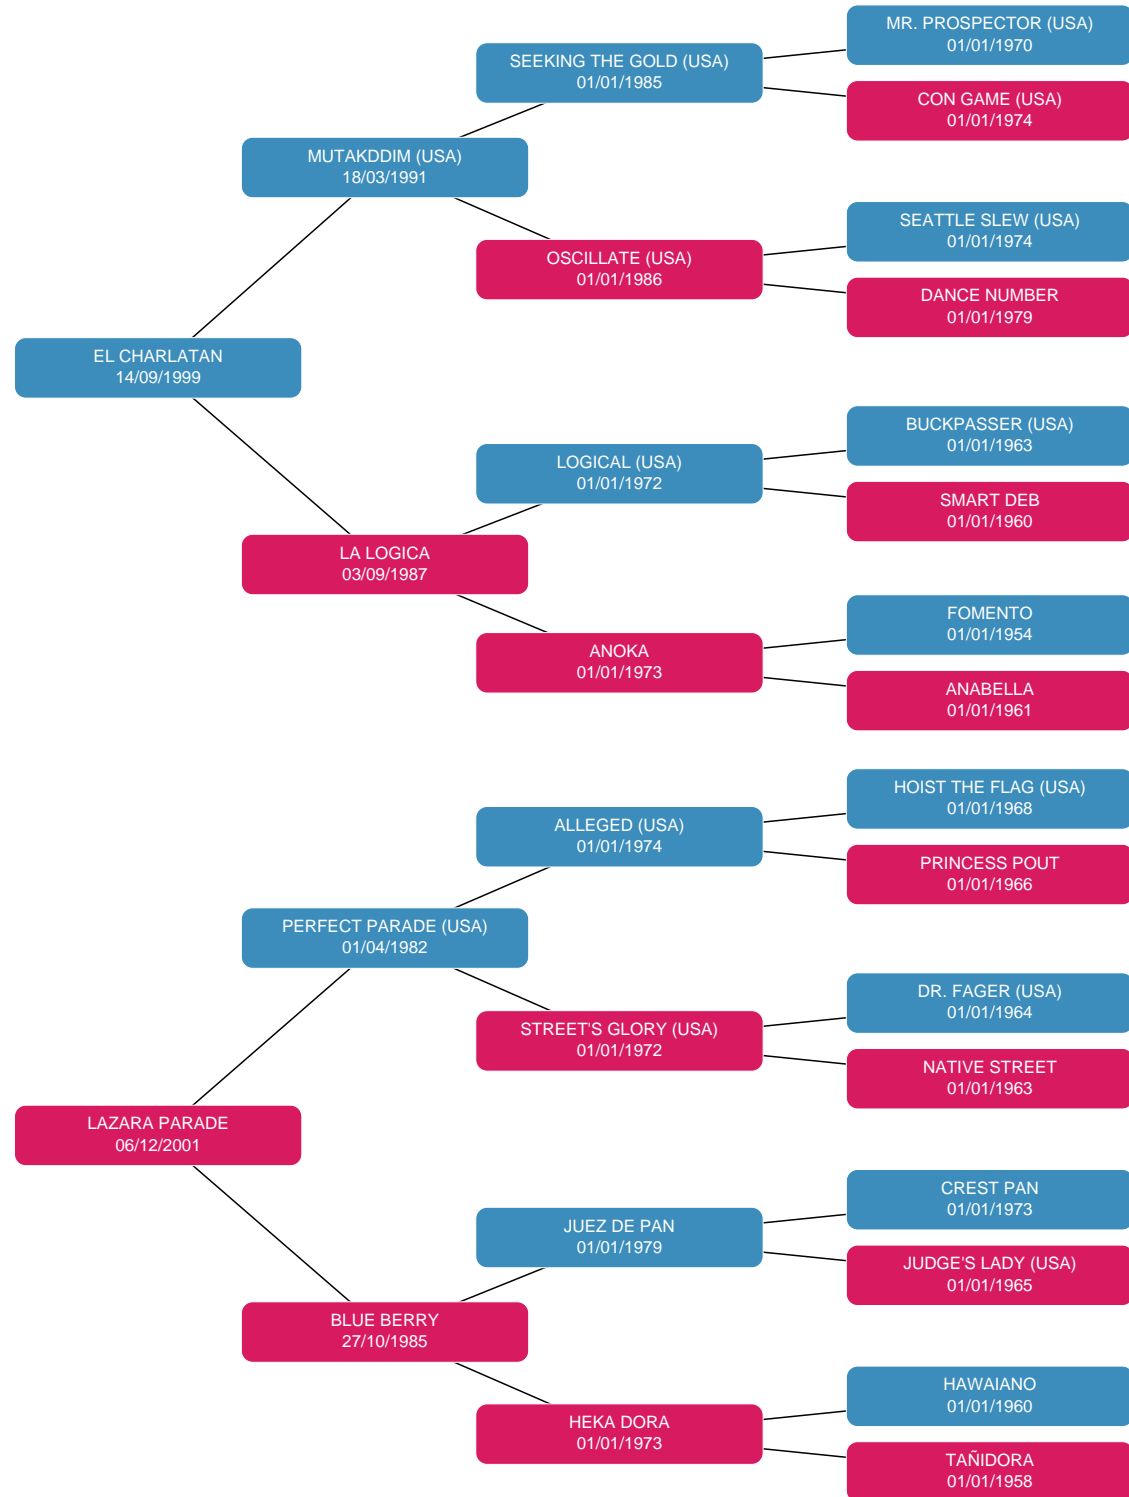 MR. PROSPECTOR (USA)
01/01/1970
SEEKING THE GOLD (USA)
01/01/1985
CON GAME (USA)
01/01/1974
MUTAKDDIM (USA)
18/03/1991
SEATTLE SLEW (USA)
01/01/1974
OSCILLATE (USA)
01/01/1986
DANCE NUMBER
01/01/1979
EL CHARLATAN
14/09/1999
BUCKPASSER (USA)
01/01/1963
LOGICAL (USA)
01/01/1972
SMART DEB
01/01/1960
LA LOGICA
03/09/1987
FOMENTO
01/01/1954
ANOKA
01/01/1973
ANABELLA
01/01/1961
HOIST THE FLAG (USA)
01/01/1968
ALLEGED (USA)
01/01/1974
PRINCESS POUT
01/01/1966
PERFECT PARADE (USA)
01/04/1982
DR. FAGER (USA)
01/01/1964
STREET'S GLORY (USA)
01/01/1972
NATIVE STREET
01/01/1963
LAZARA PARADE
06/12/2001
CREST PAN
01/01/1973
JUEZ DE PAN
01/01/1979
JUDGE'S LADY (USA)
01/01/1965
BLUE BERRY
27/10/1985
HAWAIANO
01/01/1960
HEKA DORA
01/01/1973
TAÑIDORA
01/01/1958